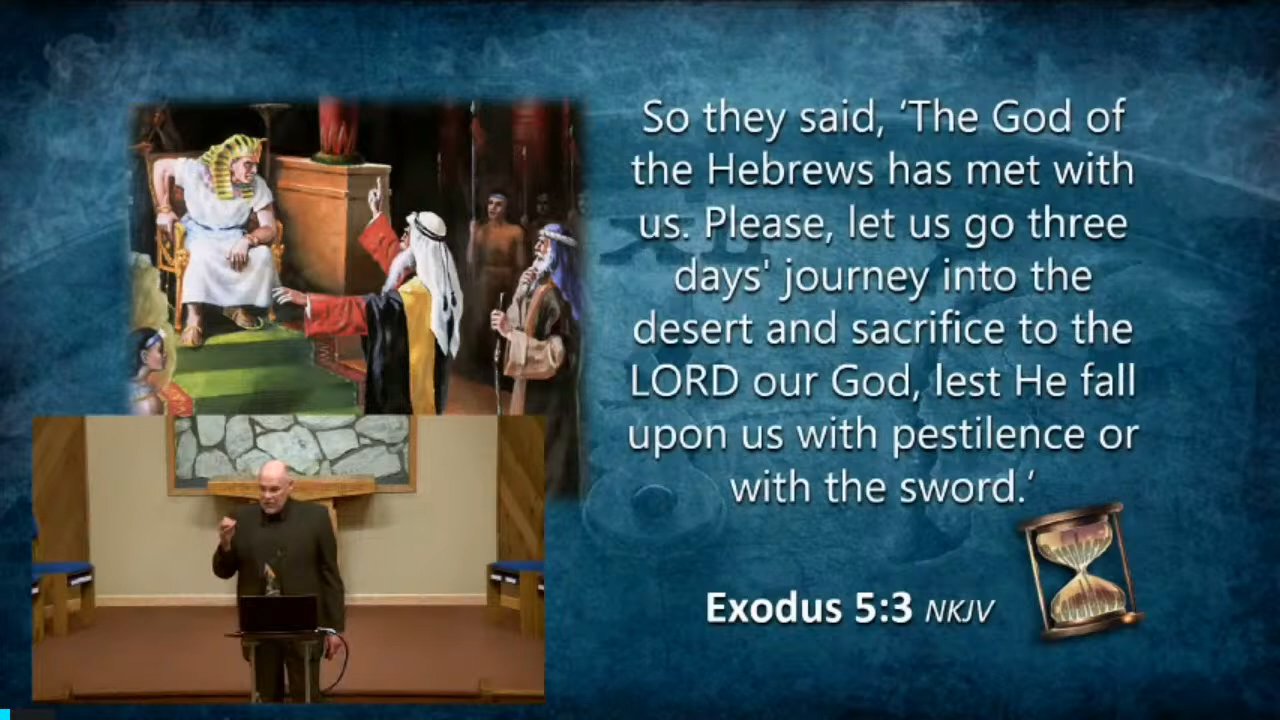 So they said, ‘The God of
the Hebrews has met with
us. Please, let us go three
days' journey into the
desert and sacrifice to the
LORD our God, lest He fall
upon us with pestilence or
with the sword.’
Exodus 5:3 NKJV